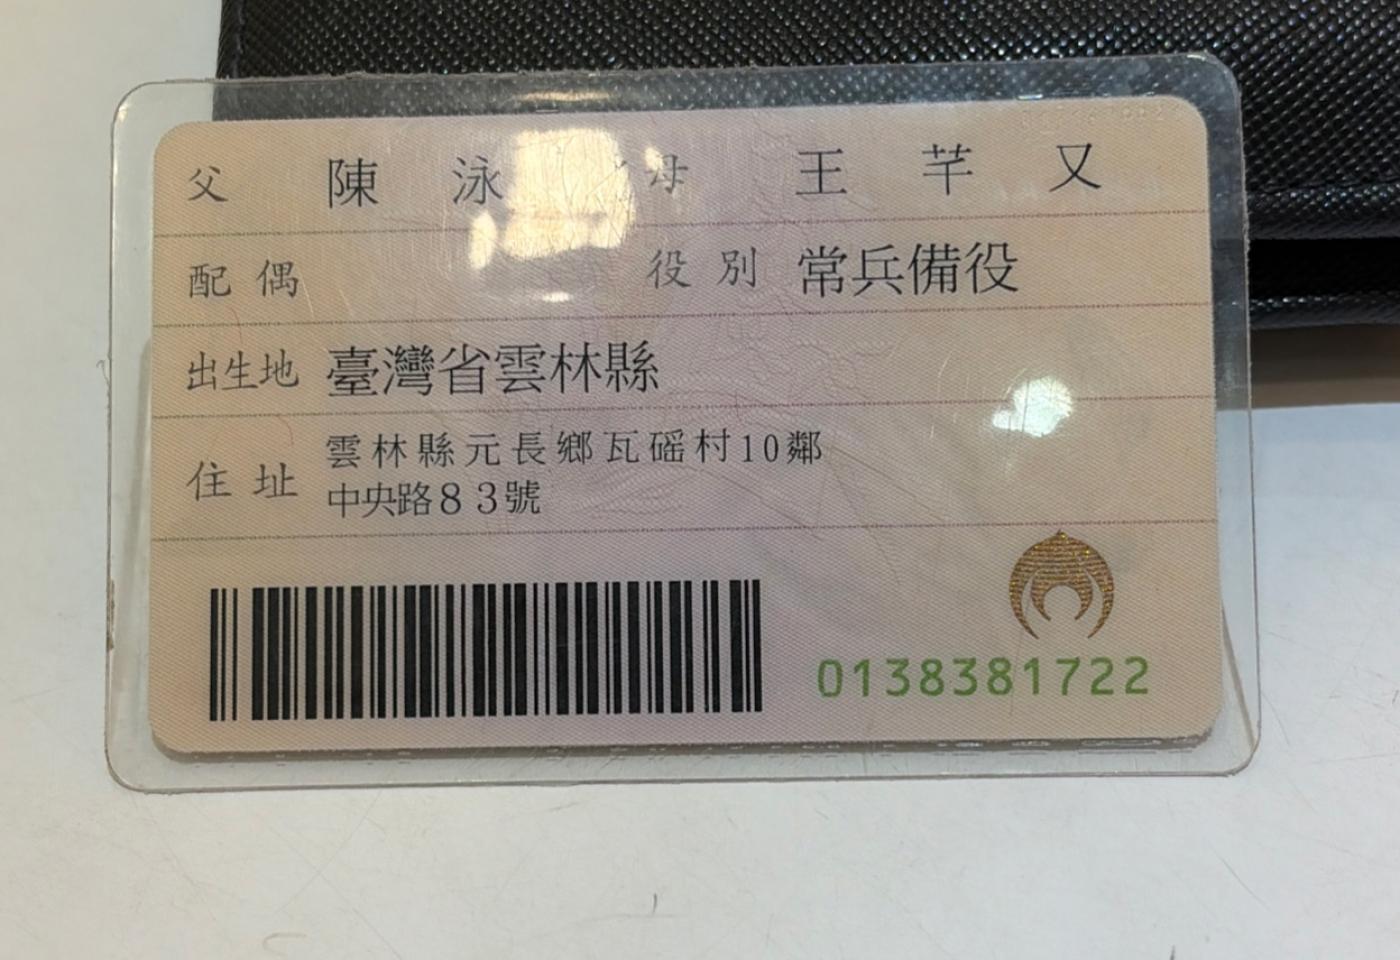 父 陳 泳 母 王 芊 又
配偶 役別 常兵備役
出生地 臺灣省雲林縣
住址 雲林縣元長鄉瓦磘村10鄰
中央路83號
0138381722